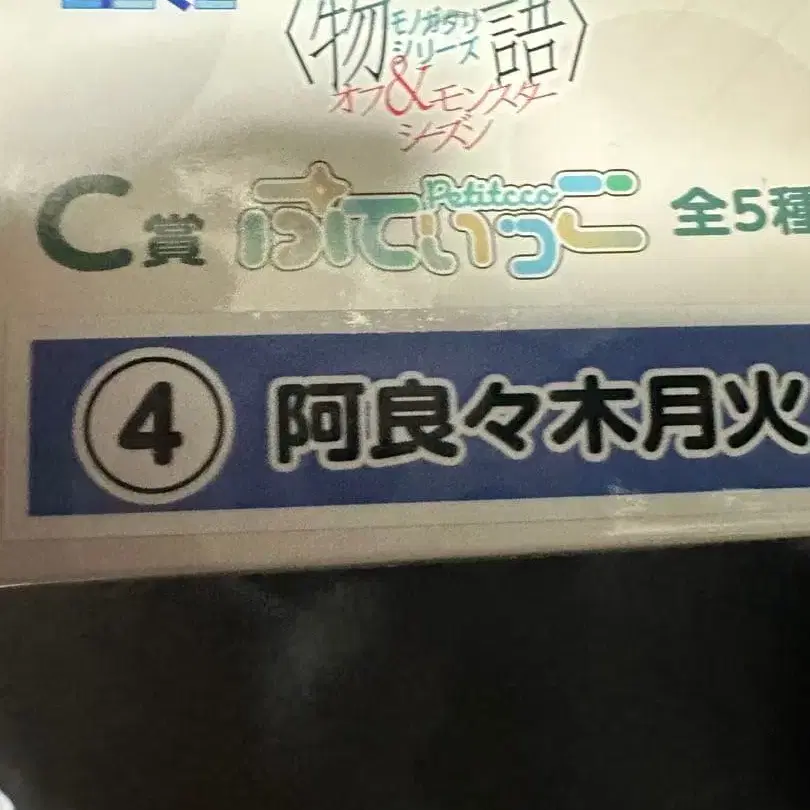 〈物語〉
モノガタリ
シリーズ
オフ&モンスター
シーズン
C賞 ぷてぃっこ Petitcco 全5種
④ 阿良々木月火